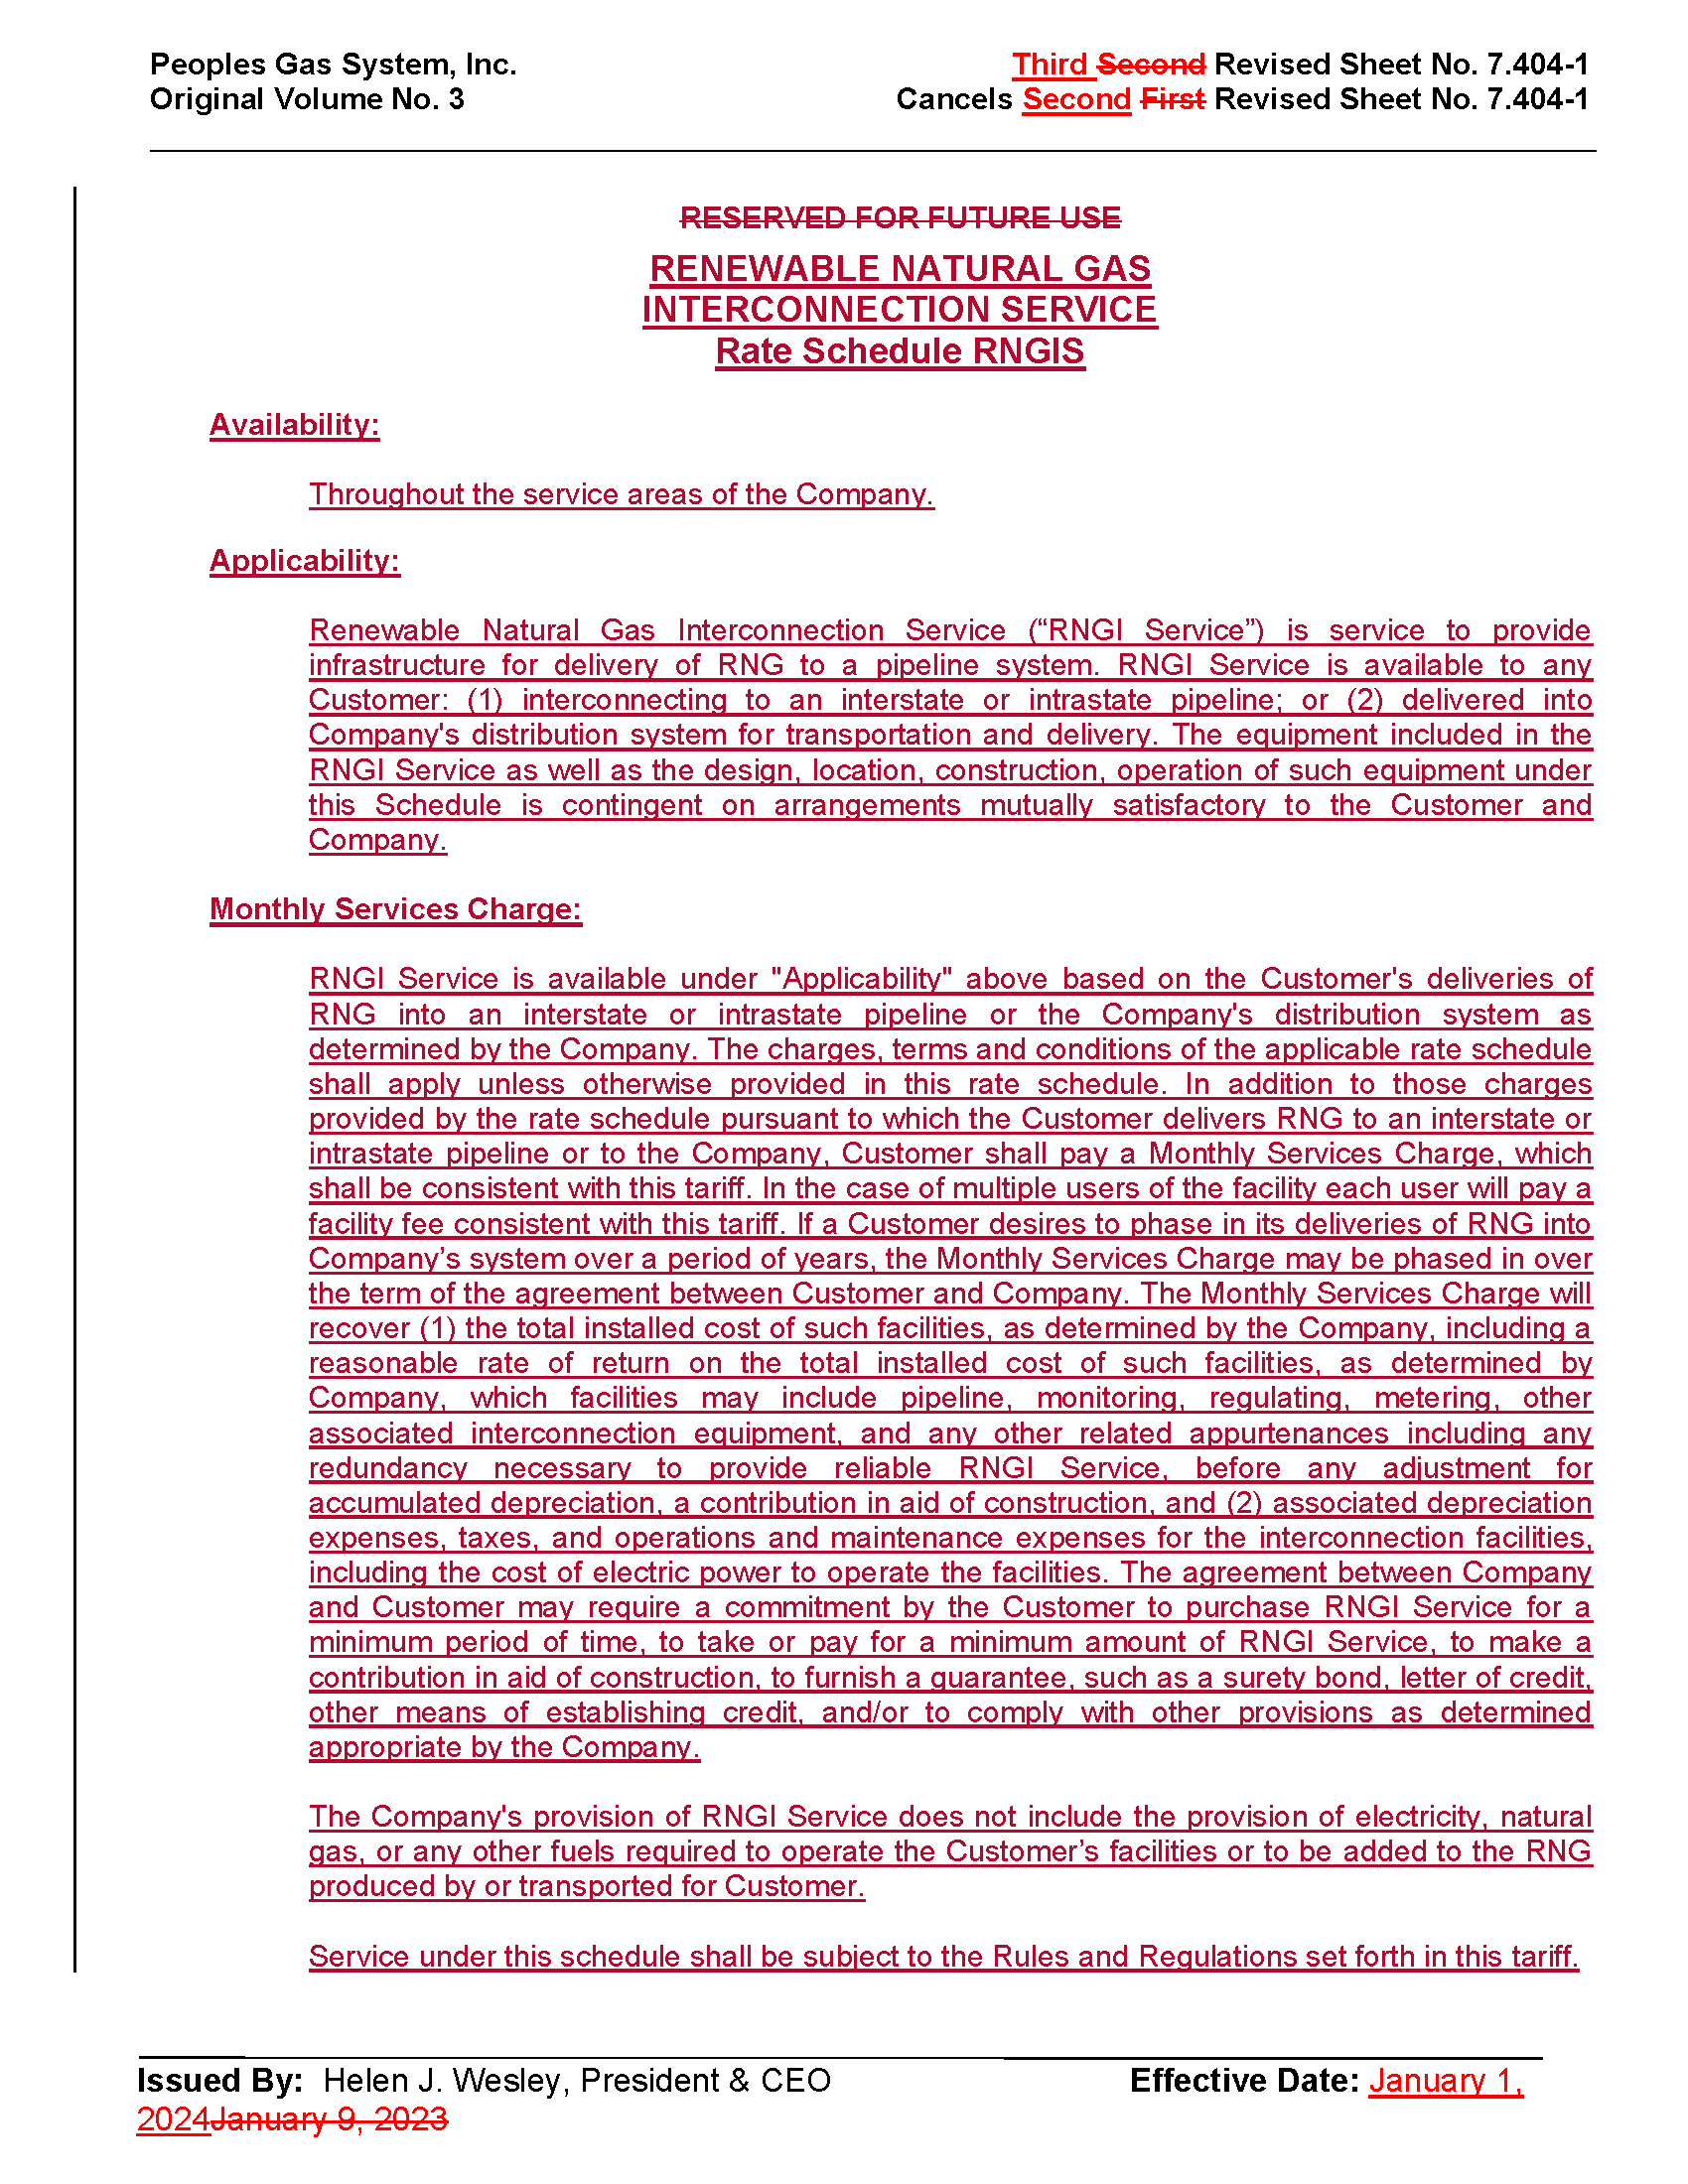 Peoples Gas System, Inc.
Third Second Revised Sheet No. 7.404-1
Original Volume No. 3
Cancels Second First Revised Sheet No. 7.404-1
RESERVED FOR FUTURE USE
RENEWABLE NATURAL GAS
INTERCONNECTION SERVICE
Rate Schedule RNGIS
Availability:
Throughout the service areas of the Company.
Applicability:
Renewable Natural Gas Interconnection Service (“RNGI Service”) is service to provide
infrastructure for delivery of RNG to a pipeline system. RNGI Service is available to any
Customer: (1) interconnecting to an interstate or intrastate pipeline; or (2) delivered into
Company's distribution system for transportation and delivery. The equipment included in the
RNGI Service as well as the design, location, construction, operation of such equipment under
this Schedule is contingent on arrangements mutually satisfactory to the Customer and
Company.
Monthly Services Charge:
RNGI Service is available under "Applicability" above based on the Customer's deliveries of
RNG into an interstate or intrastate pipeline or the Company's distribution system as
determined by the Company. The charges, terms and conditions of the applicable rate schedule
shall apply unless otherwise provided in this rate schedule. In addition to those charges
provided by the rate schedule pursuant to which the Customer delivers RNG to an interstate or
intrastate pipeline or to the Company, Customer shall pay a Monthly Services Charge, which
shall be consistent with this tariff. In the case of multiple users of the facility each user will pay a
facility fee consistent with this tariff. If a Customer desires to phase in its deliveries of RNG into
Company’s system over a period of years, the Monthly Services Charge may be phased in over
the term of the agreement between Customer and Company. The Monthly Services Charge will
recover (1) the total installed cost of such facilities, as determined by the Company, including a
reasonable rate of return on the total installed cost of such facilities, as determined by
Company, which facilities may include pipeline, monitoring, regulating, metering, other
associated interconnection equipment, and any other related appurtenances including any
redundancy necessary to provide reliable RNGI Service, before any adjustment for
accumulated depreciation, a contribution in aid of construction, and (2) associated depreciation
expenses, taxes, and operations and maintenance expenses for the interconnection facilities,
including the cost of electric power to operate the facilities. The agreement between Company
and Customer may require a commitment by the Customer to purchase RNGI Service for a
minimum period of time, to take or pay for a minimum amount of RNGI Service, to make a
contribution in aid of construction, to furnish a guarantee, such as a surety bond, letter of credit,
other means of establishing credit, and/or to comply with other provisions as determined
appropriate by the Company.
The Company's provision of RNGI Service does not include the provision of electricity, natural
gas, or any other fuels required to operate the Customer’s facilities or to be added to the RNG
produced by or transported for Customer.
Service under this schedule shall be subject to the Rules and Regulations set forth in this tariff.
Issued By: Helen J. Wesley, President & CEO
Effective Date: January 1,
2024January 9, 2023